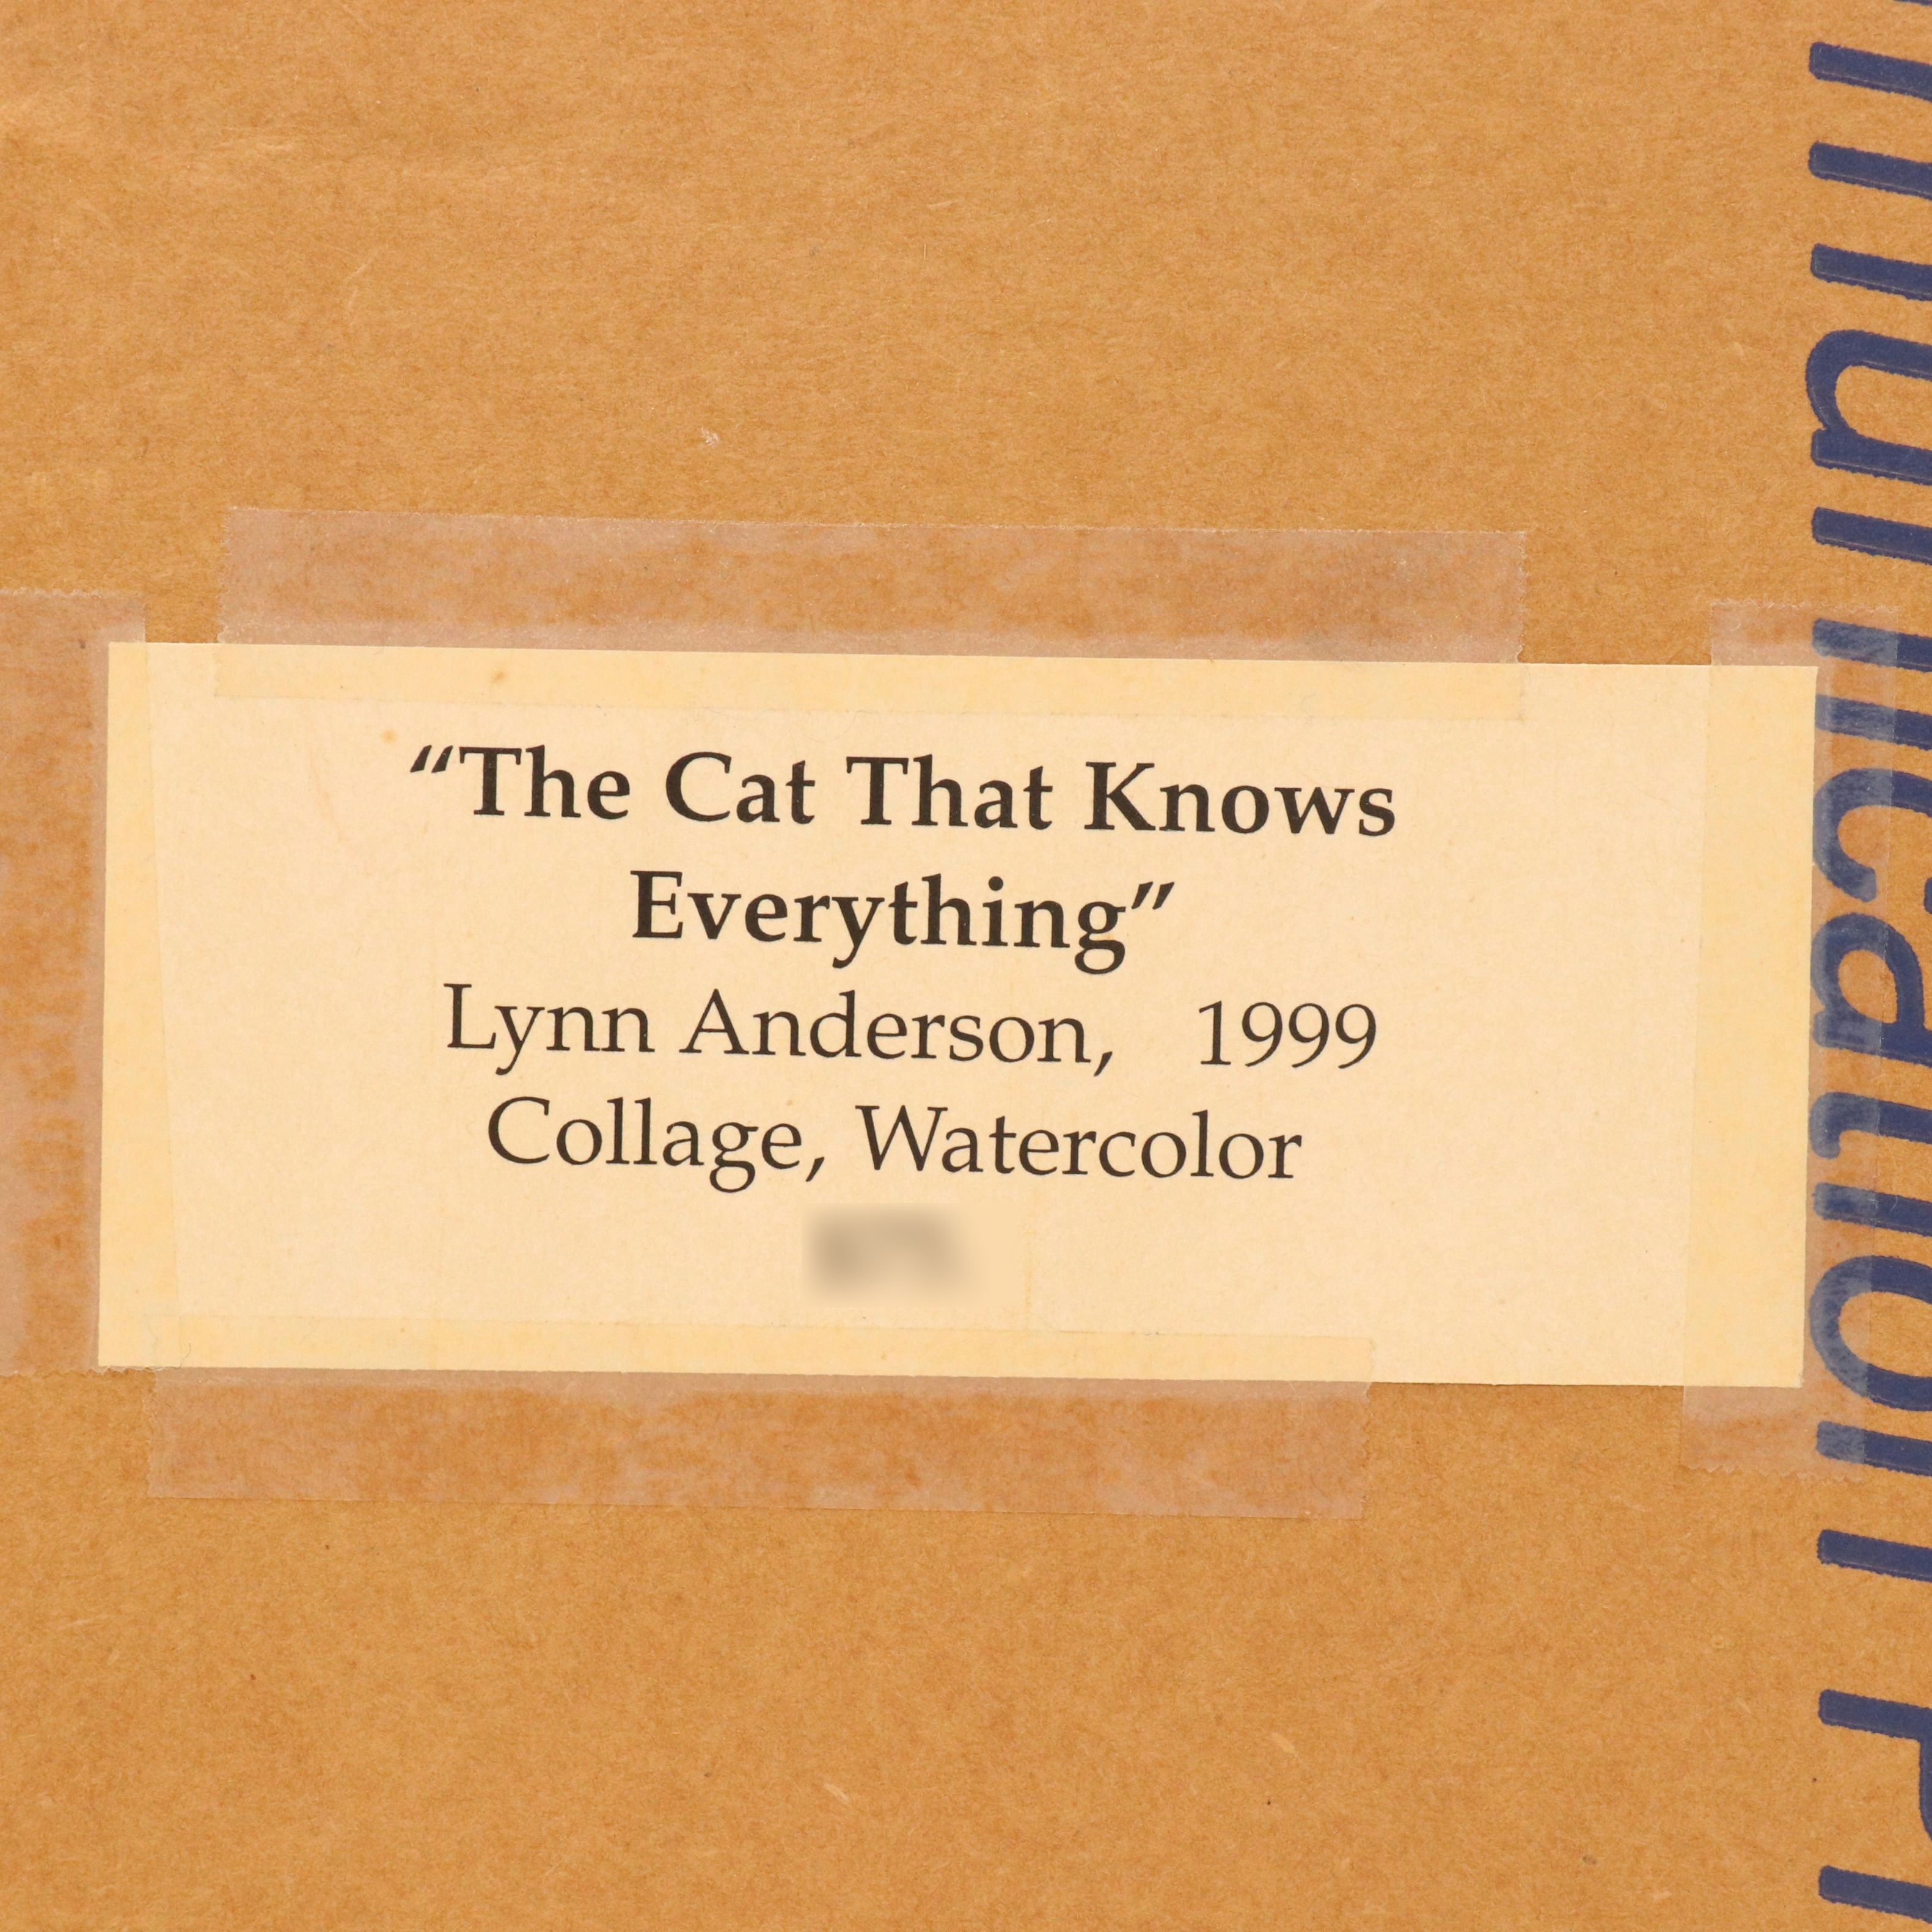 “The Cat That Knows
Everything”
Lynn Anderson, 1999
Collage, Watercolor